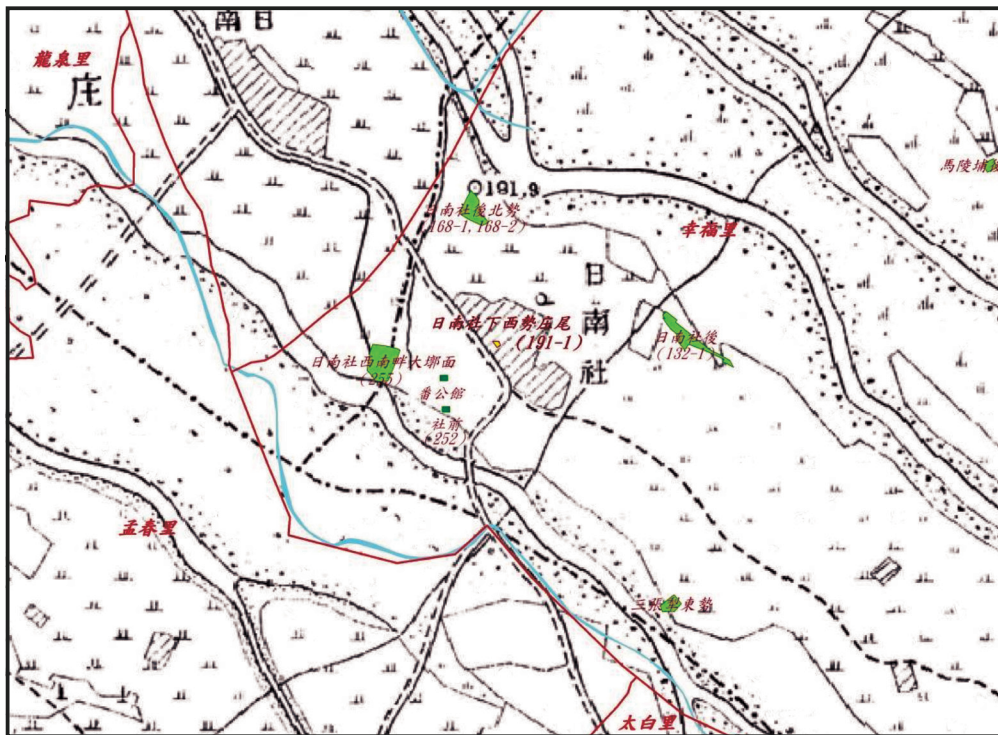 日南
龍泉里
庄
191.9
馬陵埔
日南社後北勢
(168-1,168-2)
幸福里
日南社
日南社下西勢庄尾
(191-1)
日南社後
(132-1
日南社西南畔大墎面
(255)
番公館
社前
(252)
孟春里
三張犁東勢
太白里